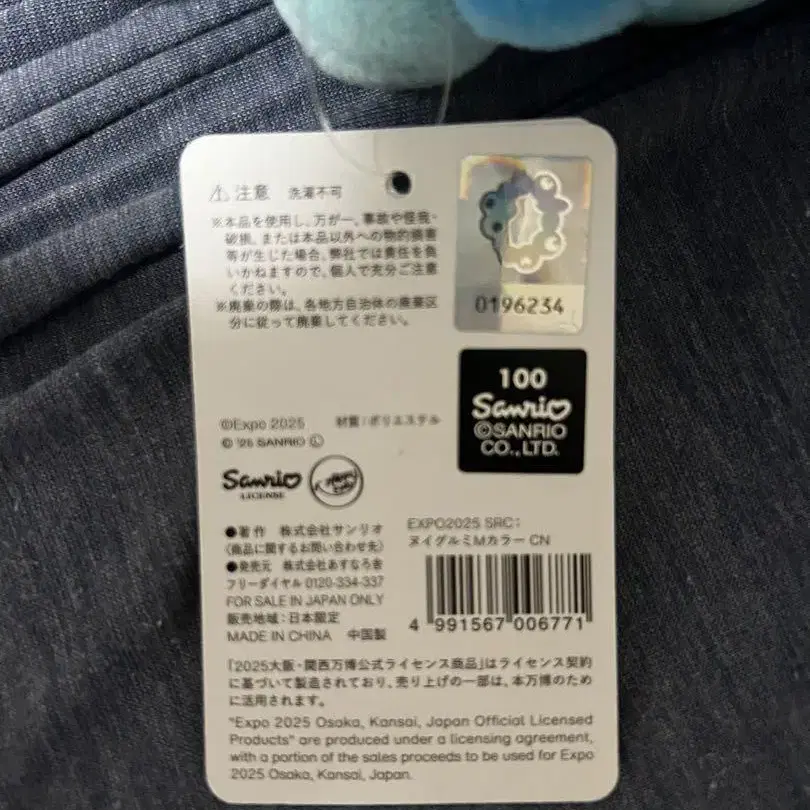 ⚠注意 洗濯不可
※本品を使用し、万が一、事故や怪我・
破損、または本品以外への物的損害
等が生じた場合、弊社では責任を負
いかねますので、個人で充分ご注意
ください。
※廃棄の際は、各地方自治体の廃棄区
分に従って廃棄してください。
0196234
100
Sanrio
©SANRIO
CO.,LTD.
©Expo 2025 材質/ポリエステル
© '25 SANRIO Ⓛ
Sanrio
LICENSE
●著作 株式会社サンリオ
(商品に関するお問い合わせ先)
●発売元 株式会社あすなろ舎
フリーダイヤル 0120-334-337
FOR SALE IN JAPAN ONLY
販売地域:日本限定
MADE IN CHINA 中国製
EXPO2025 SRC:
ヌイグルミMカラー CN
4 991567 006771
「2025大阪・関西万博公式ライセンス商品」はライセンス契約
に基づいて製造されており、売り上げの一部は、本万博のため
に活用されます。
"Expo 2025 Osaka, Kansai, Japan Official Licensed
Products" are produced under a licensing agreement,
with a portion of the sales proceeds to be used for Expo
2025 Osaka, Kansai, Japan.